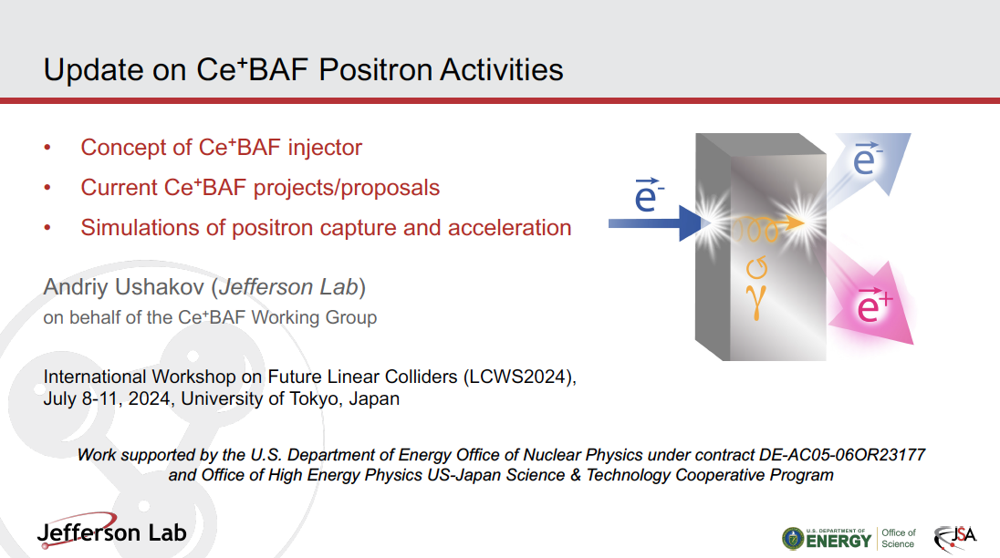 Update on Ce⁺BAF Positron Activities
• Concept of Ce⁺BAF injector
• Current Ce⁺BAF projects/proposals
• Simulations of positron capture and acceleration
e⃗⁻
e⃗⁻
γ
e⃗⁺
Andriy Ushakov (Jefferson Lab)
on behalf of the Ce⁺BAF Working Group
International Workshop on Future Linear Colliders (LCWS2024),
July 8-11, 2024, University of Tokyo, Japan
Work supported by the U.S. Department of Energy Office of Nuclear Physics under contract DE-AC05-06OR23177
and Office of High Energy Physics US-Japan Science & Technology Cooperative Program
Jefferson Lab
U.S. DEPARTMENT OF
ENERGY
Office of
Science
JSA